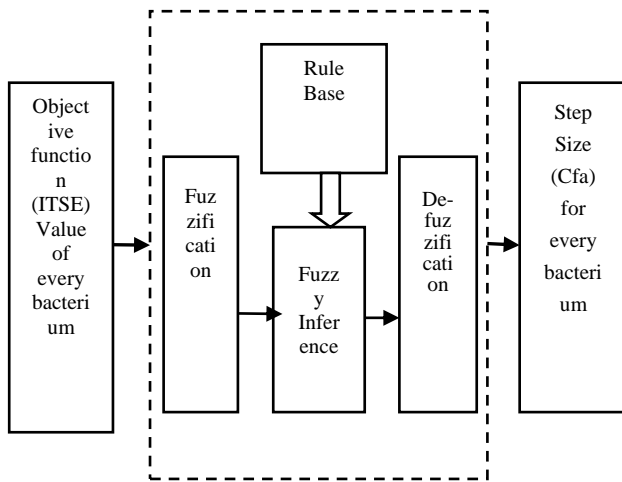 Object
ive
functio
n
(ITSE)
Value
of
every
bacteri
um
Fuz
zifi
cati
on
Rule
Base
Fuzz
y
Infer
ence
De-
fuz
zifi
cati
on
Step
Size
(Cfa)
for
every
bacteri
um